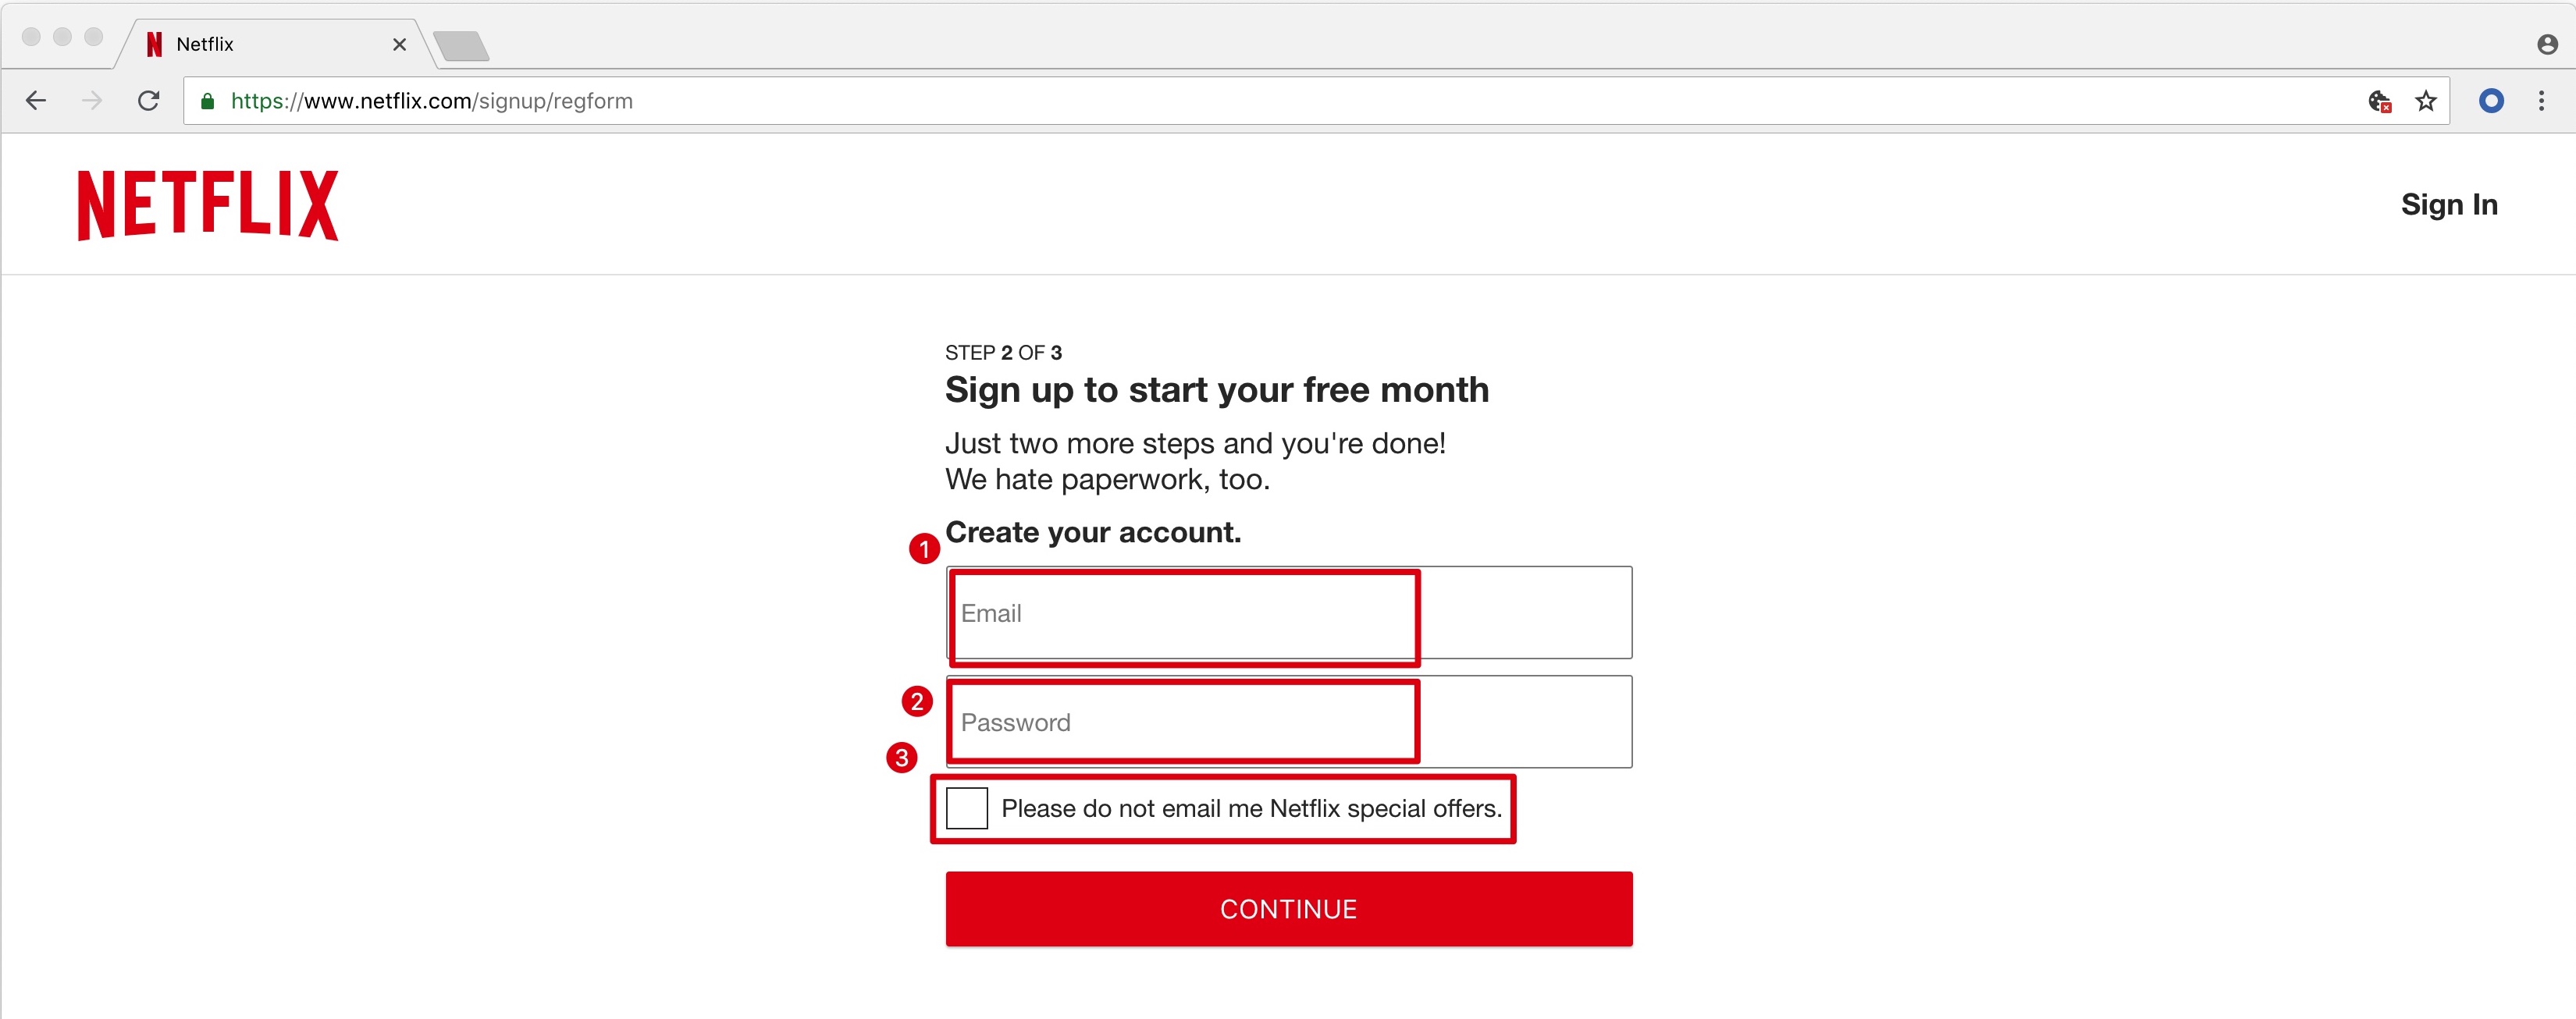 Netflix
https://www.netflix.com/signup/regform
NETFLIX
Sign In
STEP 2 OF 3
Sign up to start your free month
Just two more steps and you're done!
We hate paperwork, too.
Create your account.
1
Email
2
Password
3
Please do not email me Netflix special offers.
CONTINUE